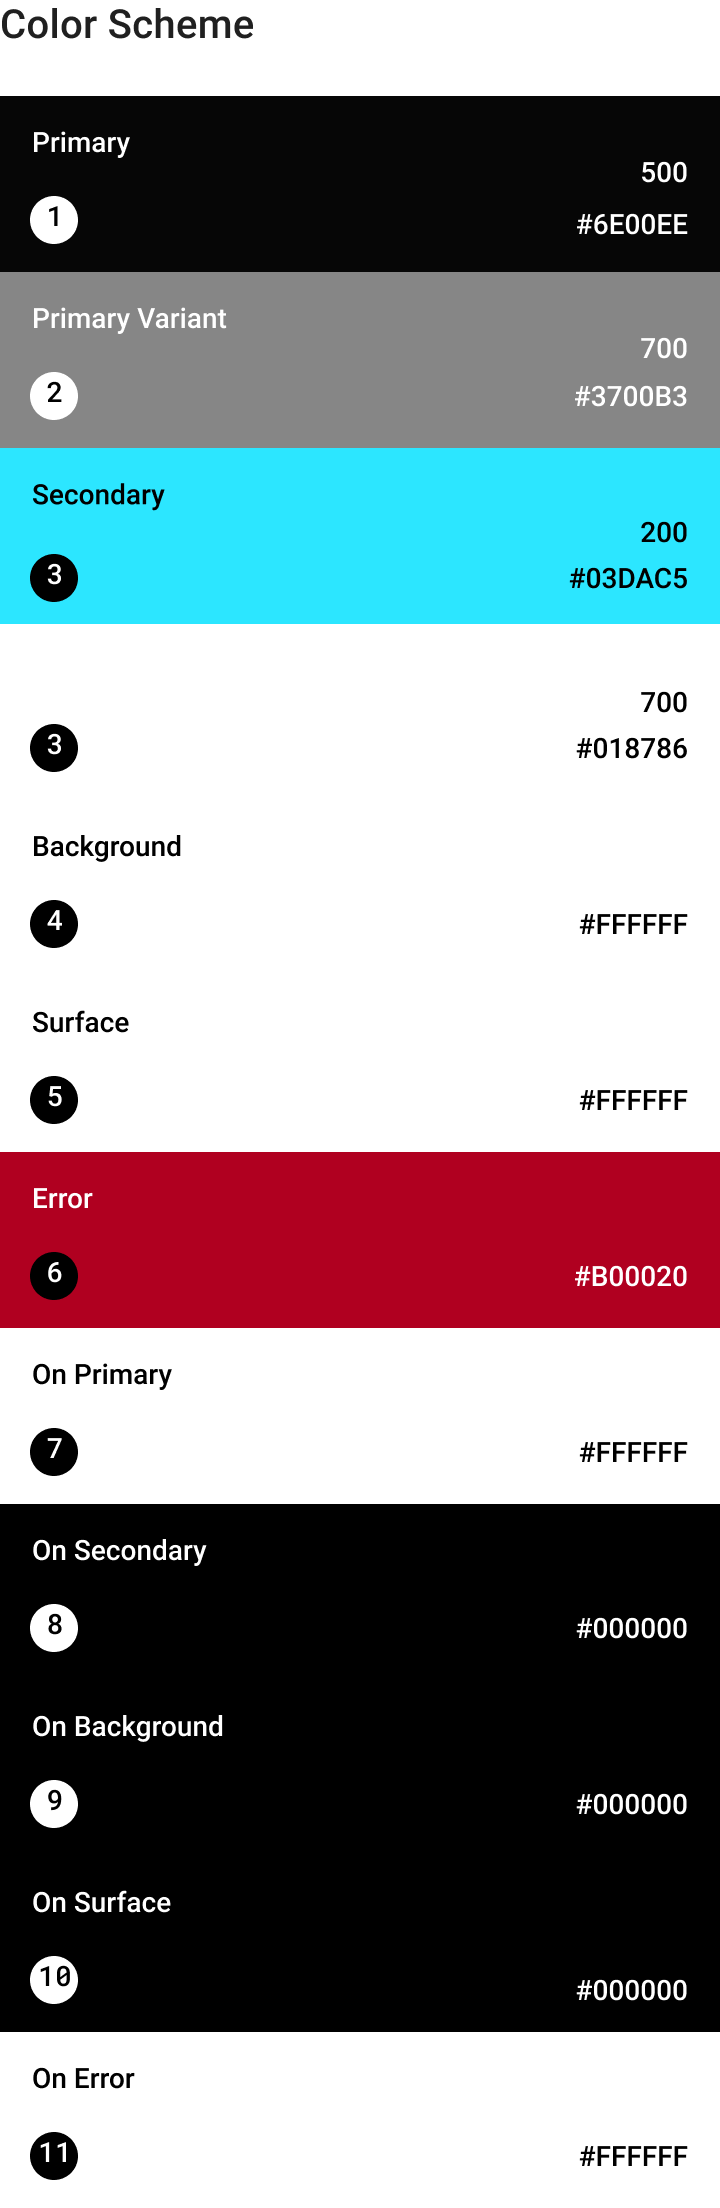 Color Scheme
Primary
500
1
#6E00EE
Primary Variant
700
2
#3700B3
Secondary
200
3
#03DAC5
700
3
#018786
Background
4
#FFFFFF
Surface
5
#FFFFFF
Error
6
#B00020
On Primary
7
#FFFFFF
On Secondary
8
#000000
On Background
9
#000000
On Surface
10
#000000
On Error
11
#FFFFFF